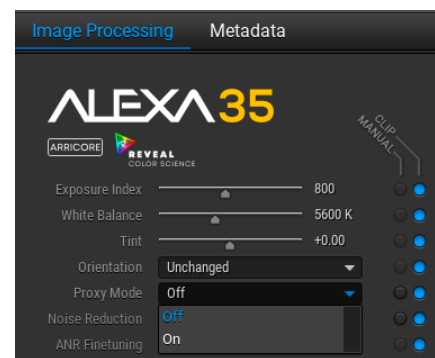 Image Processing Metadata
ALEXA 35
CLIP
MANUAL
ARRICORE REVEAL
COLOR SCIENCE
Exposure Index 800
White Balance 5600 K
Tint +0.00
Orientation Unchanged
Proxy Mode Off
Noise Reduction Off
ANR Finetuning On